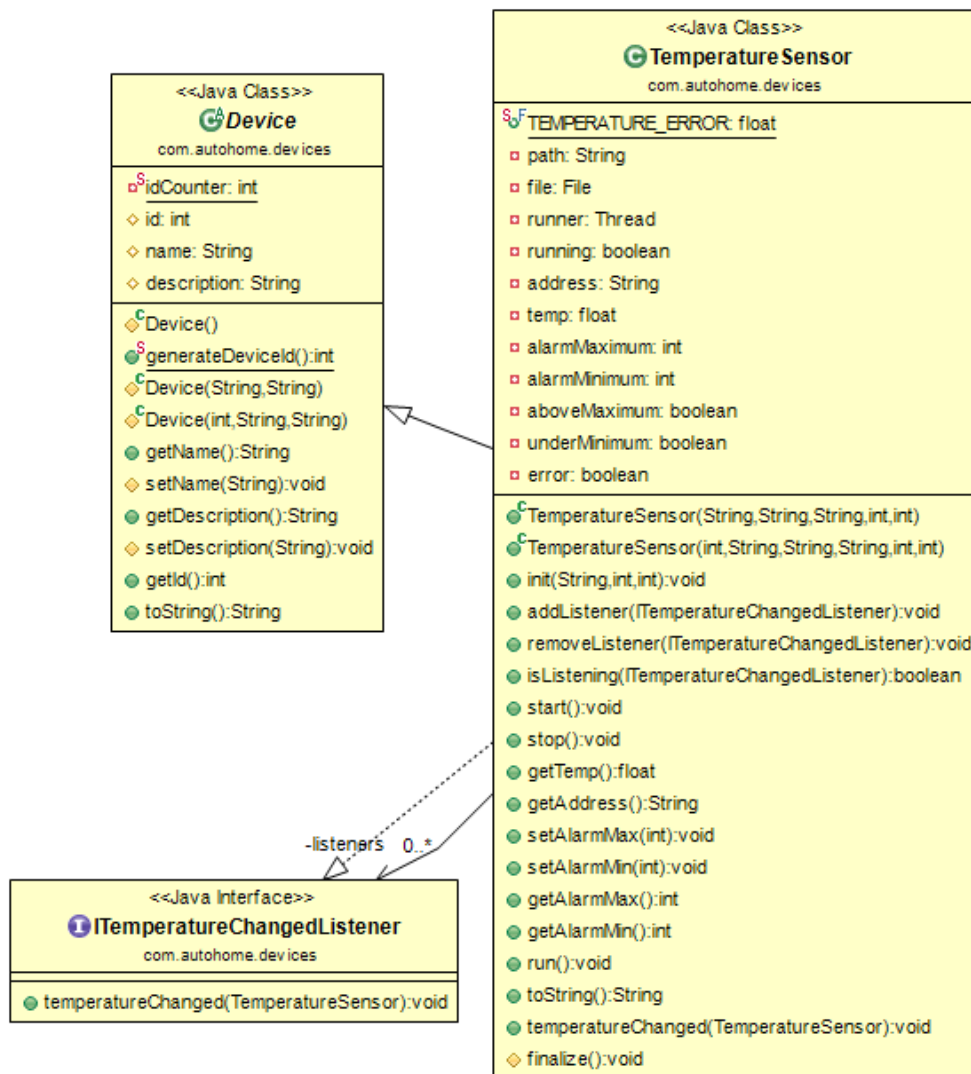 <<Java Class>>
Device
com.autohome.devices
idCounter: int
id: int
name: String
description: String
Device()
generateDeviceId():int
Device(String,String)
Device(int,String,String)
getName():String
setName(String):void
getDescription():String
setDescription(String):void
getId():int
toString():String
<<Java Class>>
TemperatureSensor
com.autohome.devices
TEMPERATURE_ERROR: float
path: String
file: File
runner: Thread
running: boolean
address: String
temp: float
alarmMaximum: int
alarmMinimum: int
aboveMaximum: boolean
underMinimum: boolean
error: boolean
TemperatureSensor(String,String,String,int,int)
TemperatureSensor(int,String,String,String,int,int)
init(String,int,int):void
addListener(ITemperatureChangedListener):void
removeListener(ITemperatureChangedListener):void
isListening(ITemperatureChangedListener):boolean
start():void
stop():void
getTemp():float
getAddress():String
setAlarmMax(int):void
setAlarmMin(int):void
getAlarmMax():int
getAlarmMin():int
run():void
toString():String
temperatureChanged(TemperatureSensor):void
finalize():void
-listeners 0..*
<<Java Interface>>
ITemperatureChangedListener
com.autohome.devices
temperatureChanged(TemperatureSensor):void